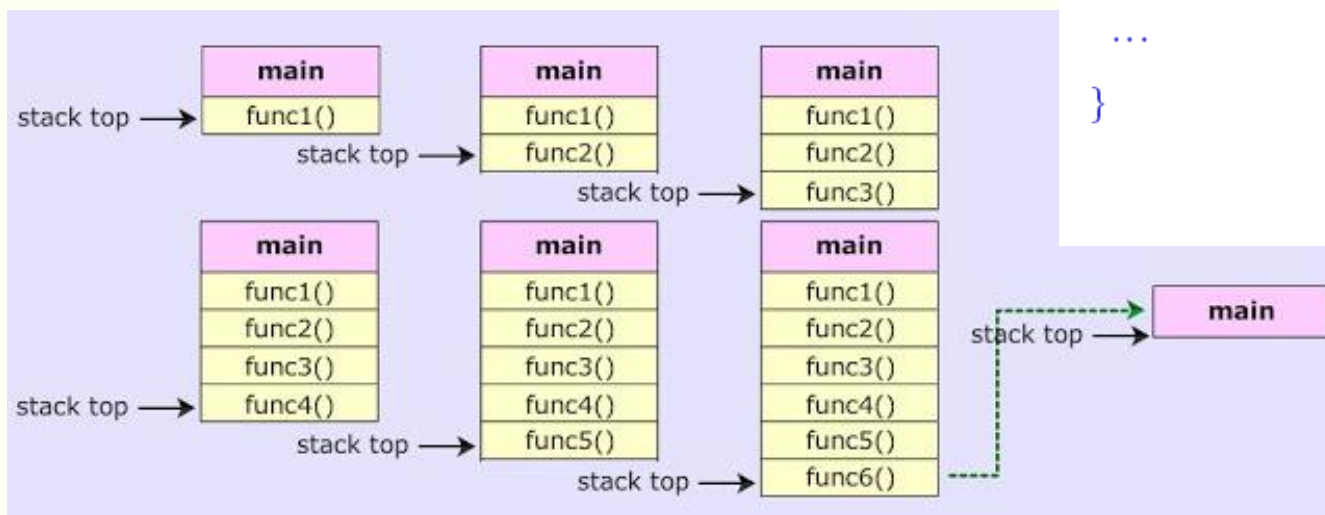 ...
}
main
stack top
func1()
main
func1()
stack top
func2()
main
func1()
func2()
stack top
func3()
main
func1()
func2()
func3()
stack top
func4()
main
func1()
func2()
func3()
func4()
stack top
func5()
main
func1()
func2()
func3()
func4()
func5()
stack top
func6()
main
stack top